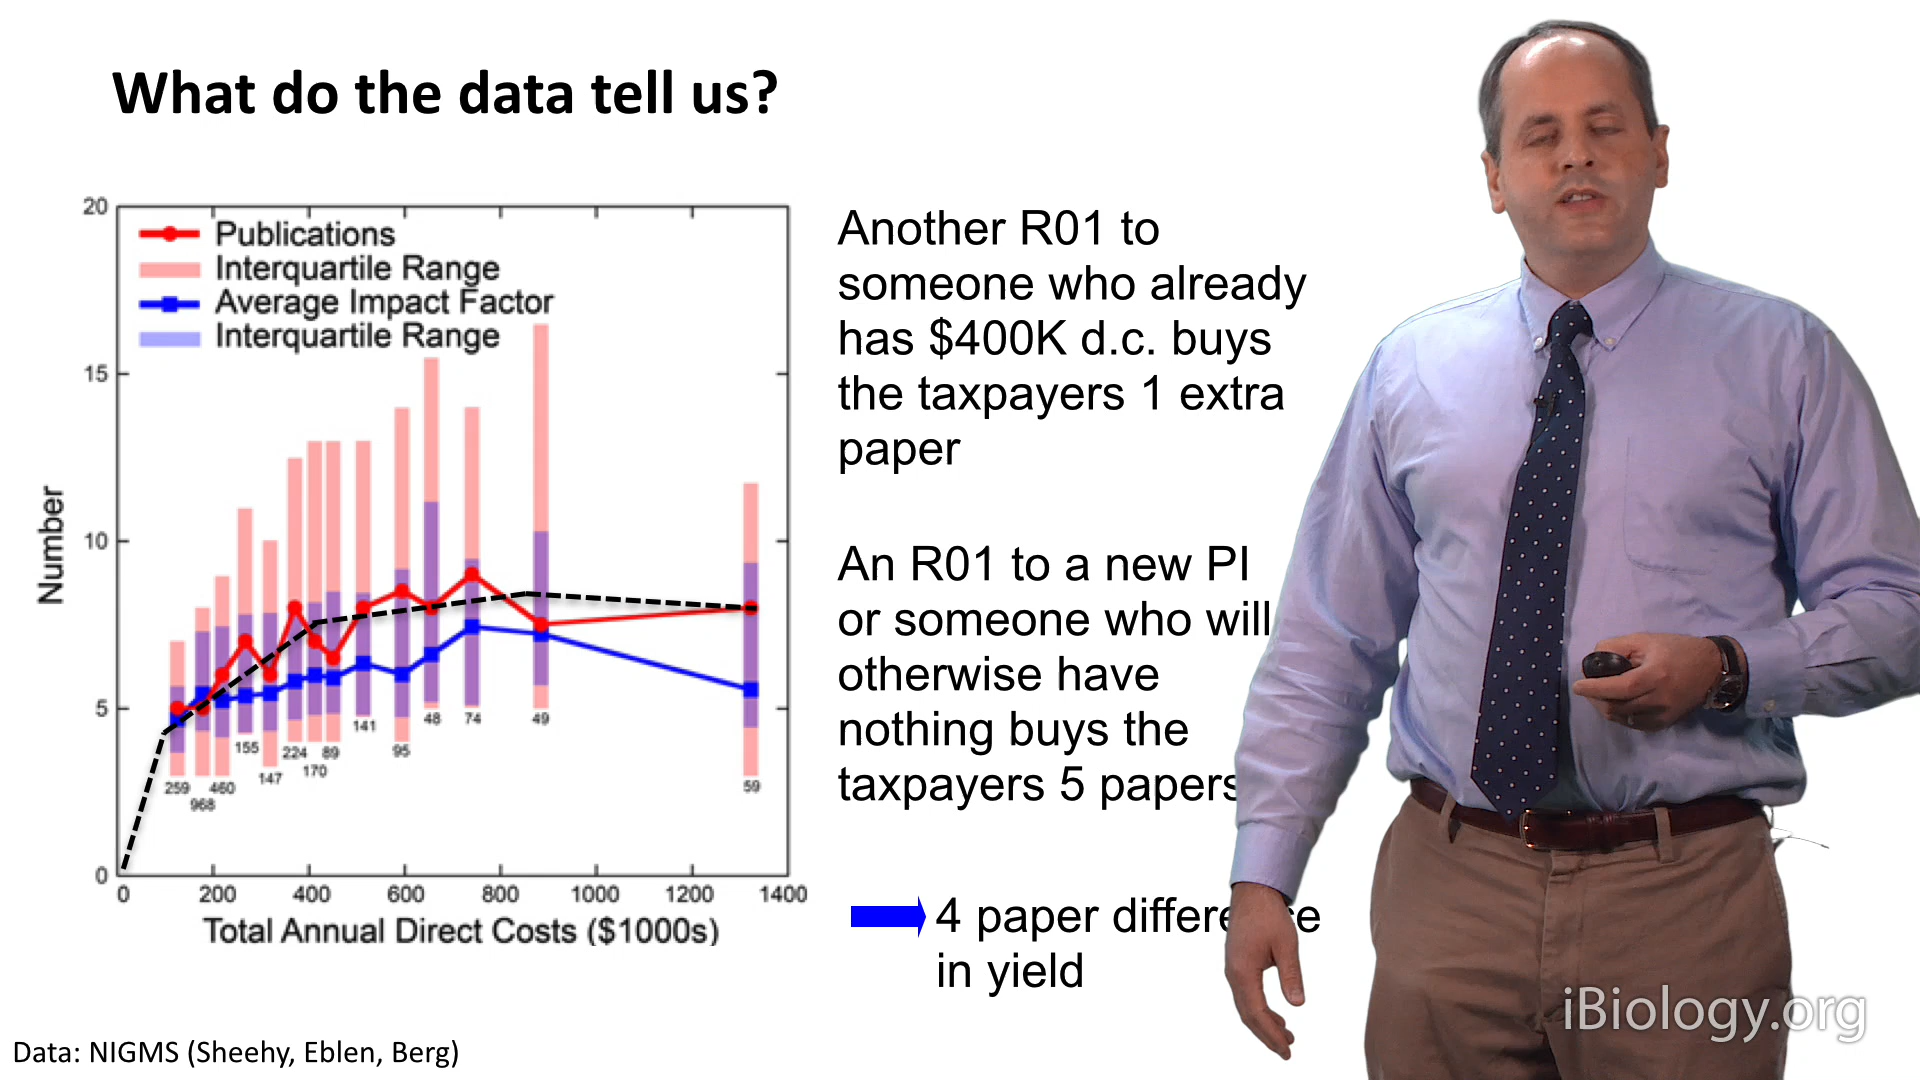 What do the data tell us?
20
15
10
5
0
Number
Publications
Interquartile Range
Average Impact Factor
Interquartile Range
259
968
460
155
147
224
170
89
141
95
48
74
49
59
0 200 400 600 800 1000 1200 1400
Total Annual Direct Costs ($1000s)
Another R01 to
someone who already
has $400K d.c. buys
the taxpayers 1 extra
paper
An R01 to a new PI
or someone who will
otherwise have
nothing buys the
taxpayers 5 papers
4 paper difference
in yield
Data: NIGMS (Sheehy, Eblen, Berg)
iBiology.org